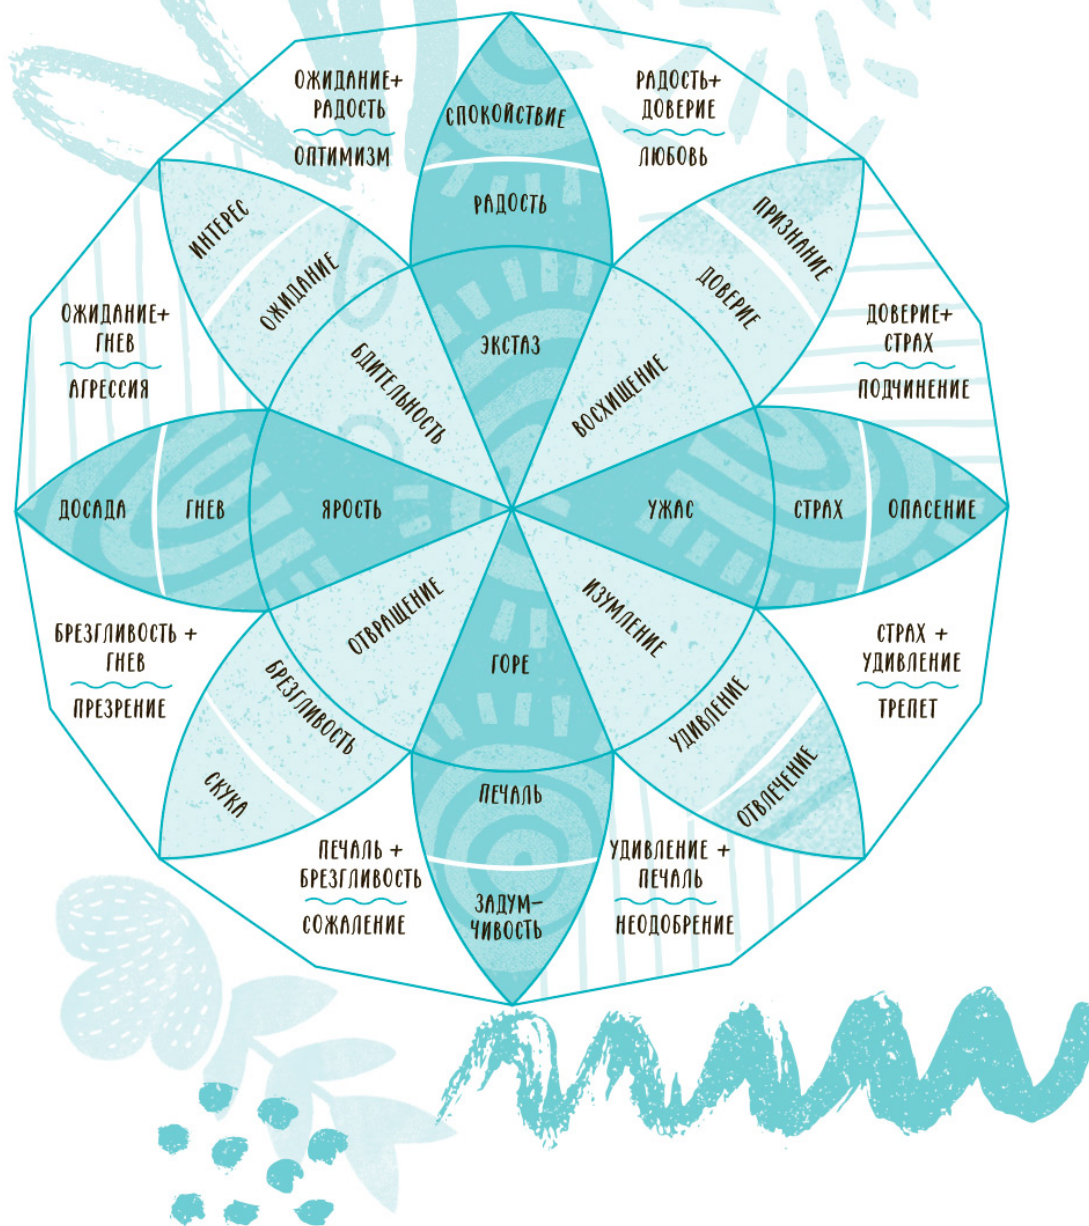 ОЖИДАНИЕ+
РАДОСТЬ
ОПТИМИЗМ
СПОКОЙСТВИЕ
РАДОСТЬ
РАДОСТЬ+
ДОВЕРИЕ
ЛЮБОВЬ
ИНТЕРЕС
ОЖИДАНИЕ
БДИТЕЛЬНОСТЬ
ЭКСТАЗ
ПРИЗНАНИЕ
ДОВЕРИЕ
ВОСХИЩЕНИЕ
ОЖИДАНИЕ+
ГНЕВ
АГРЕССИЯ
ДОВЕРИЕ+
СТРАХ
ПОДЧИНЕНИЕ
ДОСАДА
ГНЕВ
ЯРОСТЬ
УЖАС
СТРАХ
ОПАСЕНИЕ
БРЕЗГЛИВОСТЬ +
ГНЕВ
ПРЕЗРЕНИЕ
ОТВРАЩЕНИЕ
БРЕЗГЛИВОСТЬ
СКУКА
ГОРЕ
ПЕЧАЛЬ
ЗАДУМ-
ЧИВОСТЬ
ИЗУМЛЕНИЕ
УДИВЛЕНИЕ
ОТВЛЕЧЕНИЕ
СТРАХ +
УДИВЛЕНИЕ
ТРЕПЕТ
ПЕЧАЛЬ +
БРЕЗГЛИВОСТЬ
СОЖАЛЕНИЕ
УДИВЛЕНИЕ +
ПЕЧАЛЬ
НЕОДОБРЕНИЕ